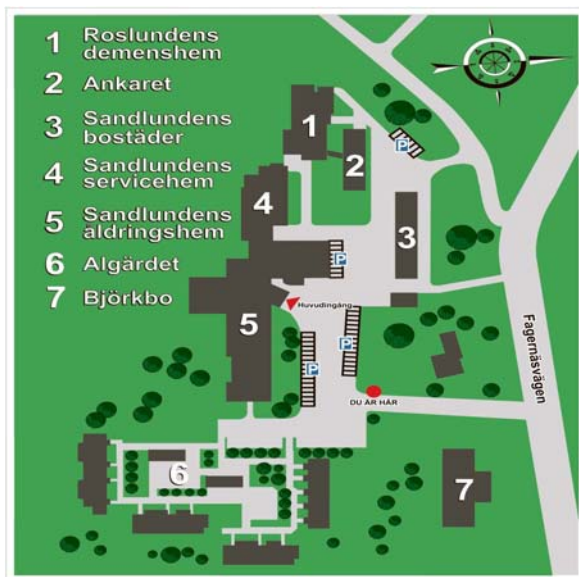 1 Roslundens
demenshem
2 Ankaret
3 Sandlundens
bostäder
4 Sandlundens
servicehem
5 Sandlundens
äldringshem
6 Algärdet
7 Björkbo
1
2
P
4
3
P
Huvudingång
5
P
P
Fagernäsvägen
DU ÄR HÄR
6
7